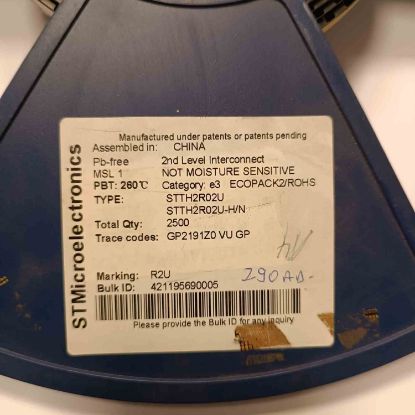 STMicroelectronics
Manufactured under patents or patents pending
Assembled in: CHINA
Pb-free 2nd Level Interconnect
MSL 1 NOT MOISTURE SENSITIVE
PBT: 260°C Category: e3 ECOPACK2/ROHS
TYPE: STTH2R02U
STTH2R02U-H/N
Total Qty: 2500
Trace codes: GP2191Z0 VU GP
Marking: R2U
Bulk ID: 421195690005
Please provide the Bulk ID for any inquiry